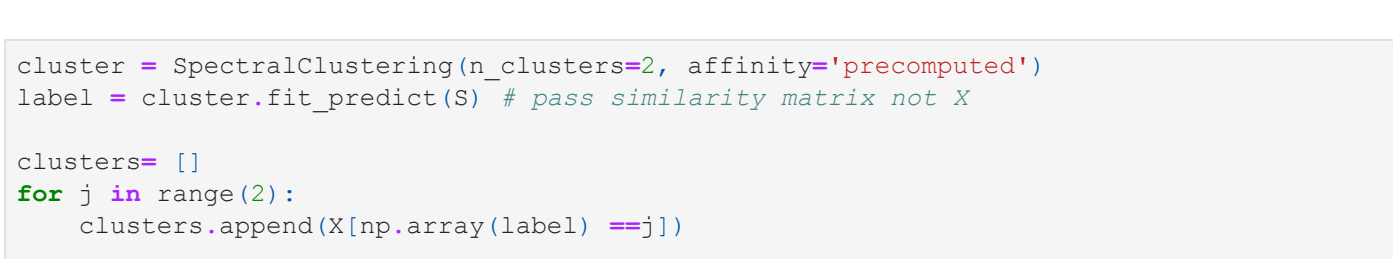 cluster = SpectralClustering(n_clusters=2, affinity='precomputed')
label = cluster.fit_predict(S) # pass similarity matrix not X

clusters= []
for j in range(2):
    clusters.append(X[np.array(label) ==j])